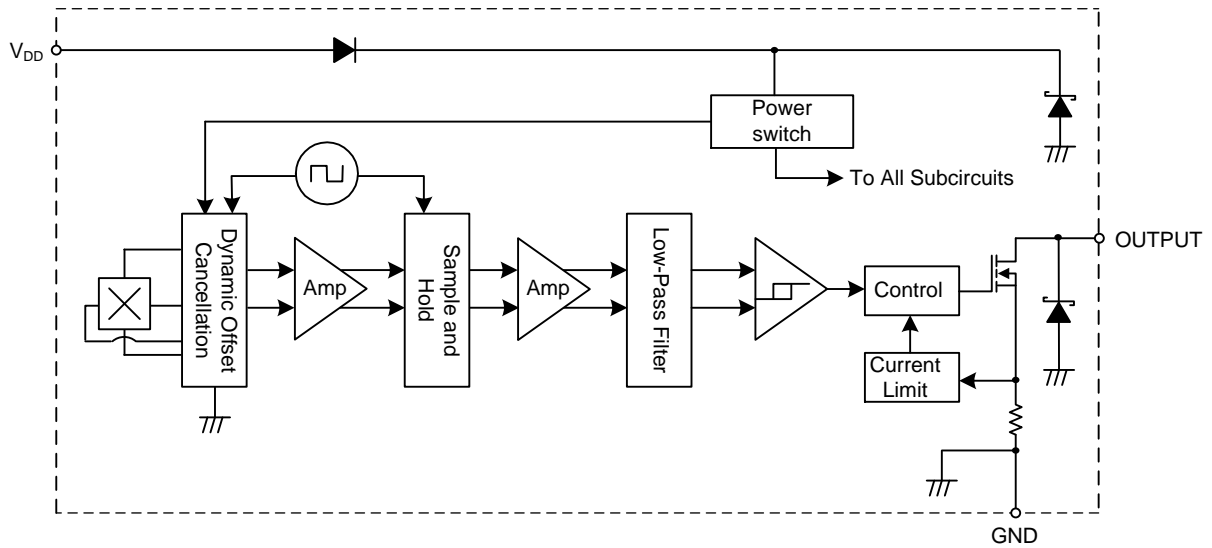 V_DD
Power
switch
To All Subcircuits
Dynamic Offset
Cancellation
Amp
Sample and
Hold
Amp
Low-Pass Filter
Control
Current
Limit
OUTPUT
GND